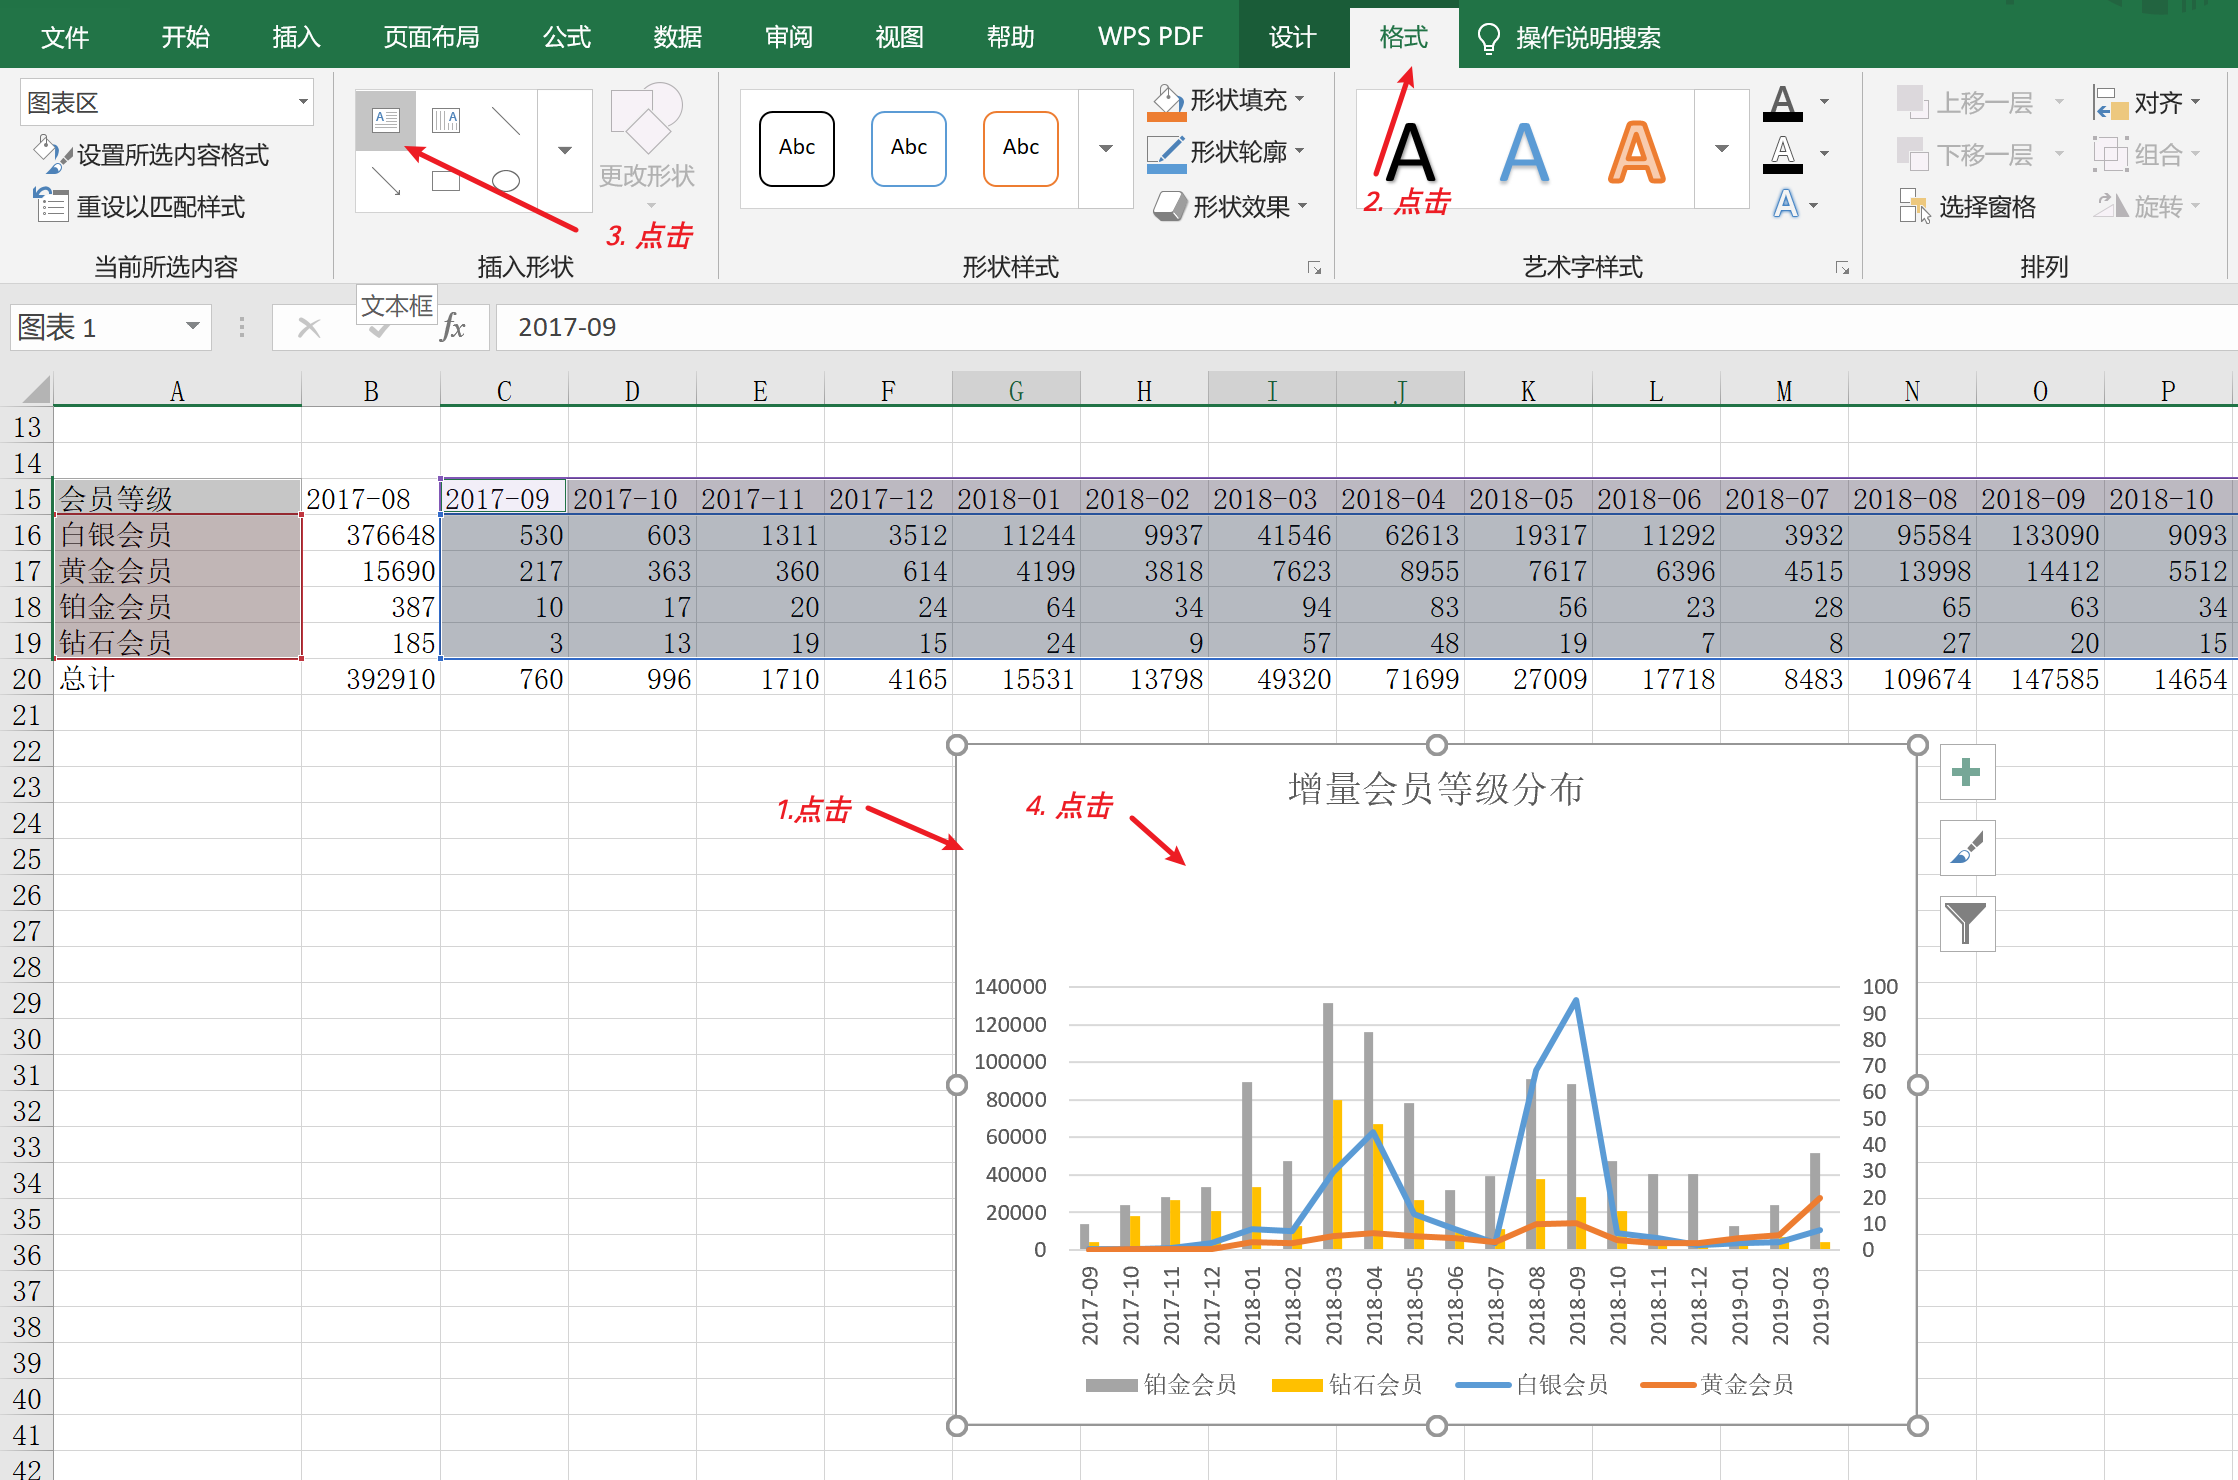 文件 开始 插入 页面布局 公式 数据 审阅 视图 帮助 WPS PDF 设计 格式 操作说明搜索
图表区
设置所选内容格式
重设以匹配样式
当前所选内容
A A
更改形状
3. 点击
插入形状
Abc Abc Abc
形状填充
形状轮廓
形状效果
形状样式
A A A
2. 点击
A
A
A
艺术字样式
上移一层 对齐
下移一层 组合
选择窗格 旋转
排列
文本框
图表 1 fx 2017-09
A B C D E F G H I J K L M N O P
13
14
15 会员等级 2017-08 2017-09 2017-10 2017-11 2017-12 2018-01 2018-02 2018-03 2018-04 2018-05 2018-06 2018-07 2018-08 2018-09 2018-10
16 白银会员 376648 530 603 1311 3512 11244 9937 41546 62613 19317 11292 3932 95584 133090 9093
17 黄金会员 15690 217 363 360 614 4199 3818 7623 8955 7617 6396 4515 13998 14412 5512
18 铂金会员 387 10 17 20 24 64 34 94 83 56 23 28 65 63 34
19 钻石会员 185 3 13 19 15 24 9 57 48 19 7 8 27 20 15
20 总计 392910 760 996 1710 4165 15531 13798 49320 71699 27009 17718 8483 109674 147585 14654
21
22
23
24
25
26
27
28
29
30
31
32
33
34
35
36
37
38
39
40
41
42
增量会员等级分布
1.点击
4. 点击
140000
120000
100000
80000
60000
40000
20000
0
100
90
80
70
60
50
40
30
20
10
0
2017-09 2017-10 2017-11 2017-12 2018-01 2018-02 2018-03 2018-04 2018-05 2018-06 2018-07 2018-08 2018-09 2018-10 2018-11 2018-12 2019-01 2019-02 2019-03
铂金会员 钻石会员 白银会员 黄金会员